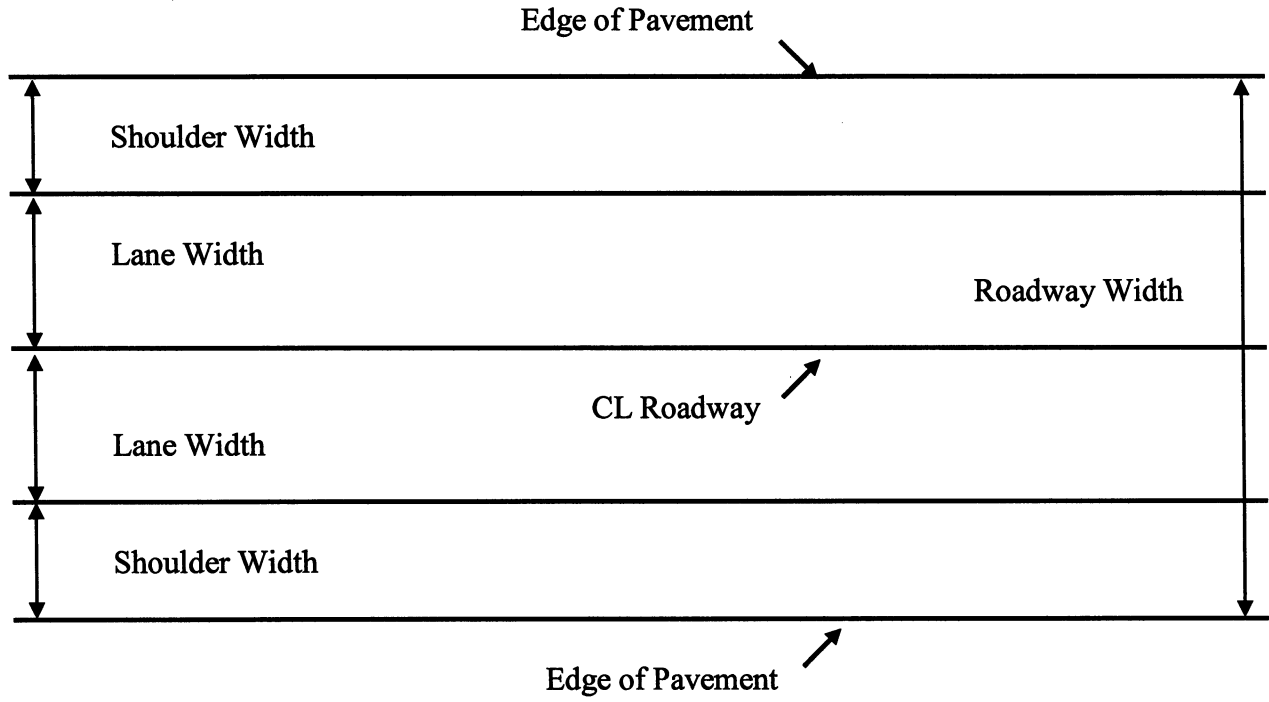 Edge of Pavement
Shoulder Width
Lane Width
Roadway Width
CL Roadway
Lane Width
Shoulder Width
Edge of Pavement